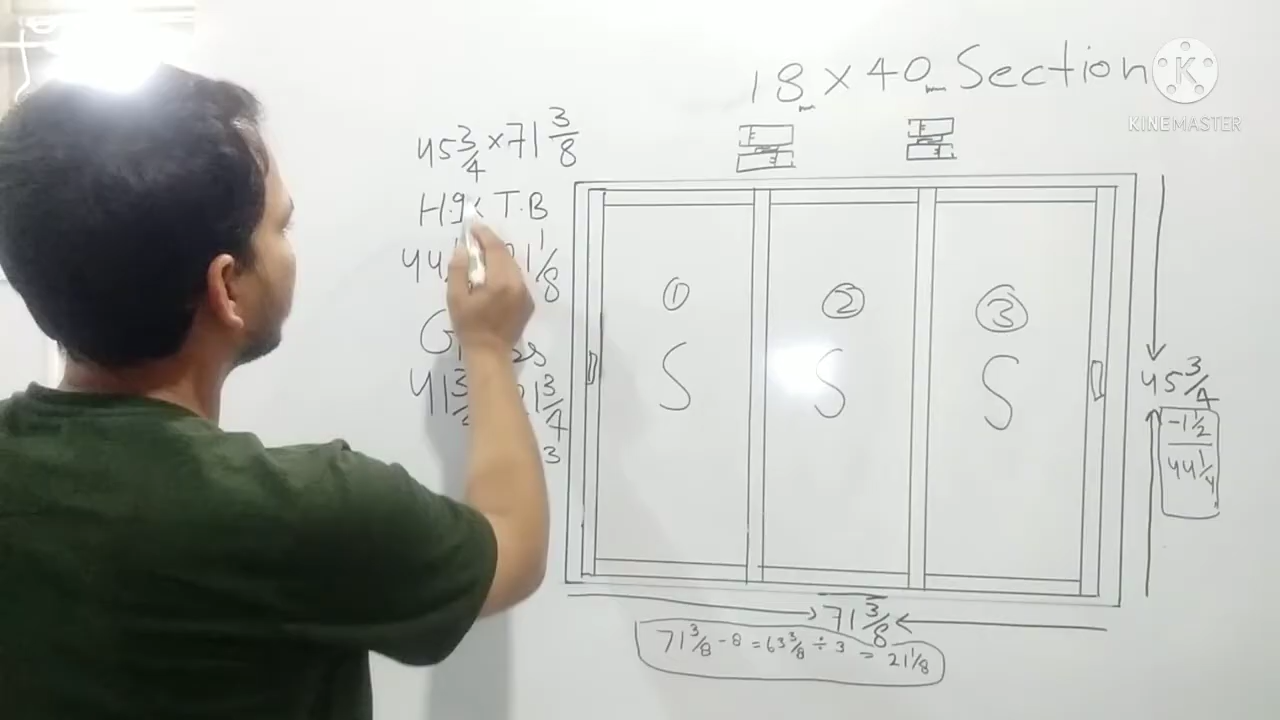 18 x 40 Section
KINEMASTER
45 3/4 x 71 3/8
T.B
44 1/8
41 3/4
3
① ② ③
S S S
45 3/4
-1 1/2
44 1/4
71 3/8
71 3/8 - 8 = 63 3/8 ÷ 3 = 21 1/8